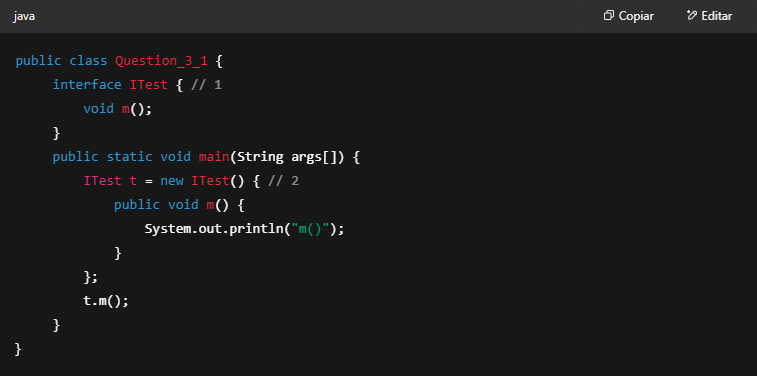 java
Copiar
Editar
public class Question_3_1 {
    interface ITest { // 1
        void m();
    }
    public static void main(String args[]) {
        ITest t = new ITest() { // 2
            public void m() {
                System.out.println("m()");
            }
        };
        t.m();
    }
}